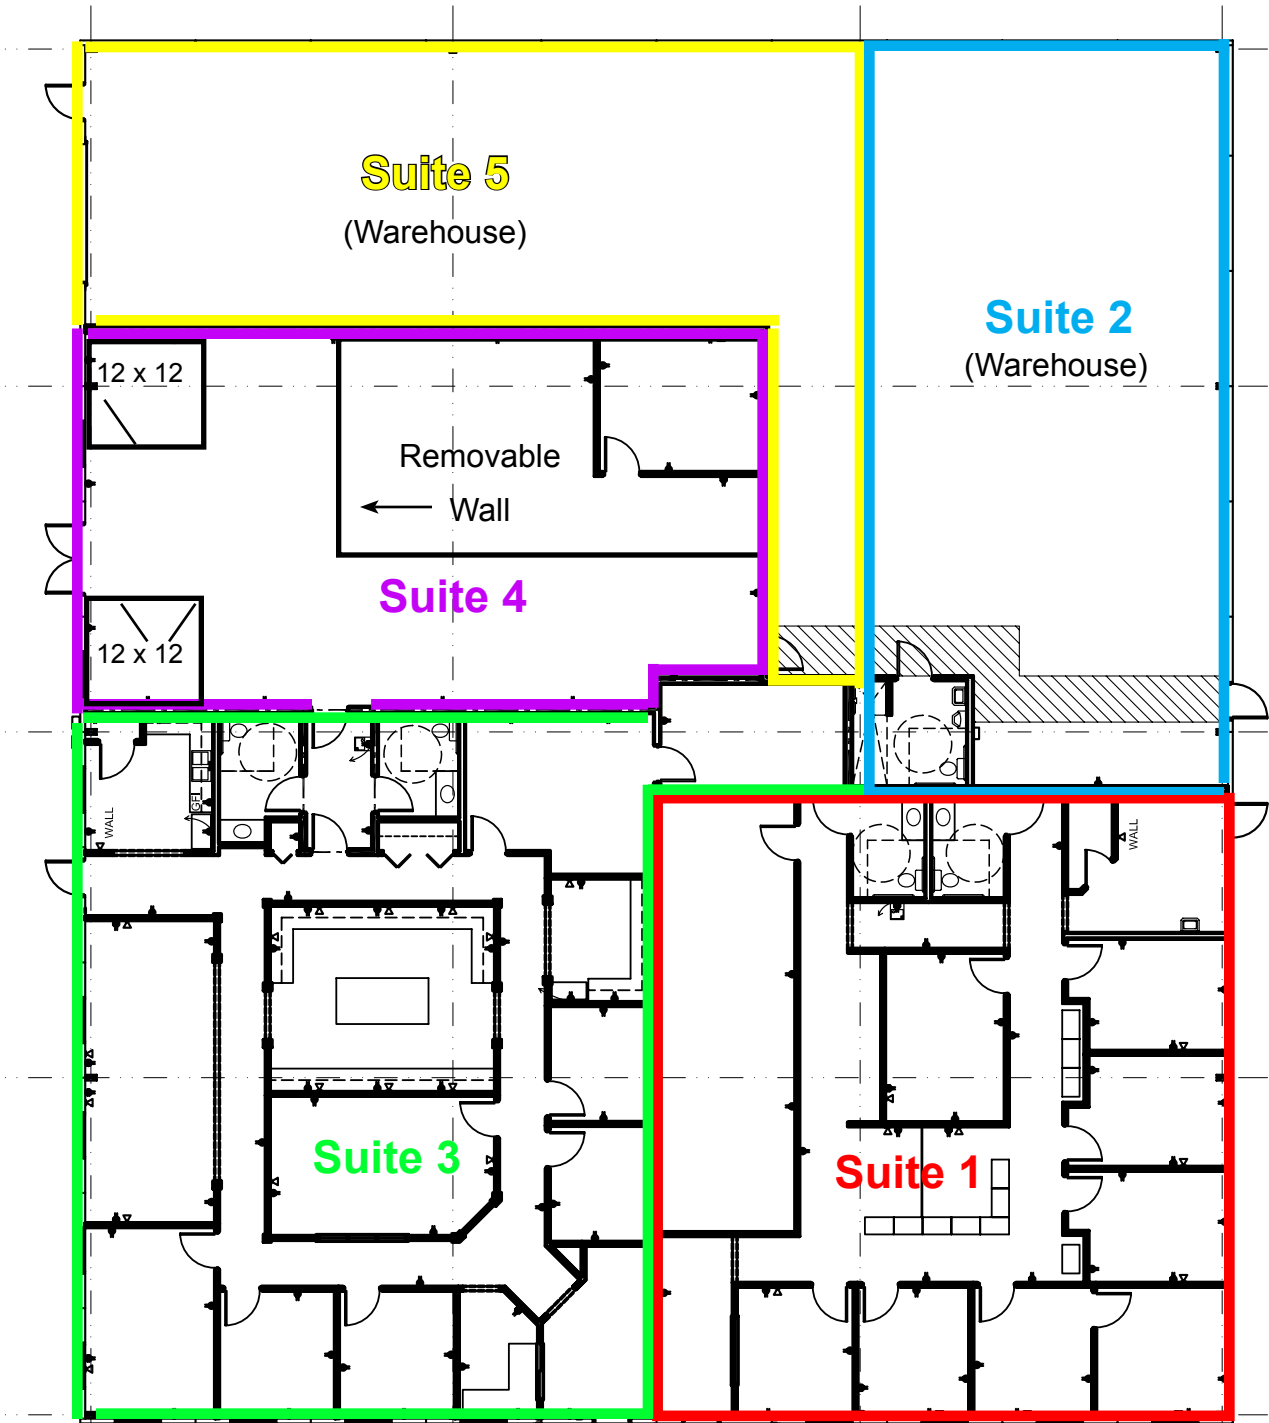 Suite 5
(Warehouse)
Suite 2
(Warehouse)
12 x 12
Removable
Wall
Suite 4
12 x 12
GFI
WALL
WALL
Suite 3
Suite 1